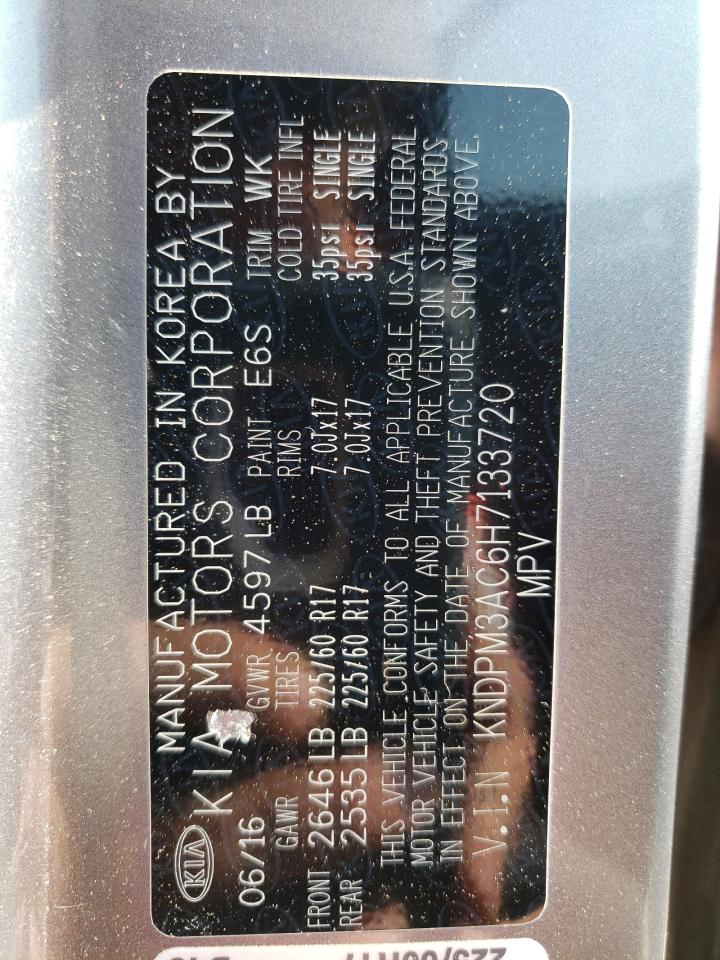 MANUFACTURED IN KOREA BY
KIA KIA MOTORS CORPORATION
06/16 GVWR 4597 LB PAINT E6S TRIM WK
GAWR TIRES RIMS COLD TIRE INFL
FRONT 2646 LB 225/60 R17 7.0Jx17 35psi SINGLE
REAR 2535 LB 225/60 R17 7.0Jx17 35psi SINGLE
THIS VEHICLE CONFORMS TO ALL APPLICABLE U.S.A. FEDERAL
MOTOR VEHICLE SAFETY AND THEFT PREVENTION STANDARDS
IN EFFECT ON THE DATE OF MANUFACTURE SHOWN ABOVE.
V.I.N KNDPM3AC6H7133720
MPV